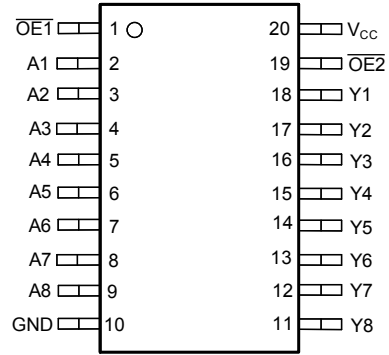 O̅E̅1̅ 1 20 VCC
A1 2 19 O̅E̅2̅
A2 3 18 Y1
A3 4 17 Y2
A4 5 16 Y3
A5 6 15 Y4
A6 7 14 Y5
A7 8 13 Y6
A8 9 12 Y7
GND 10 11 Y8